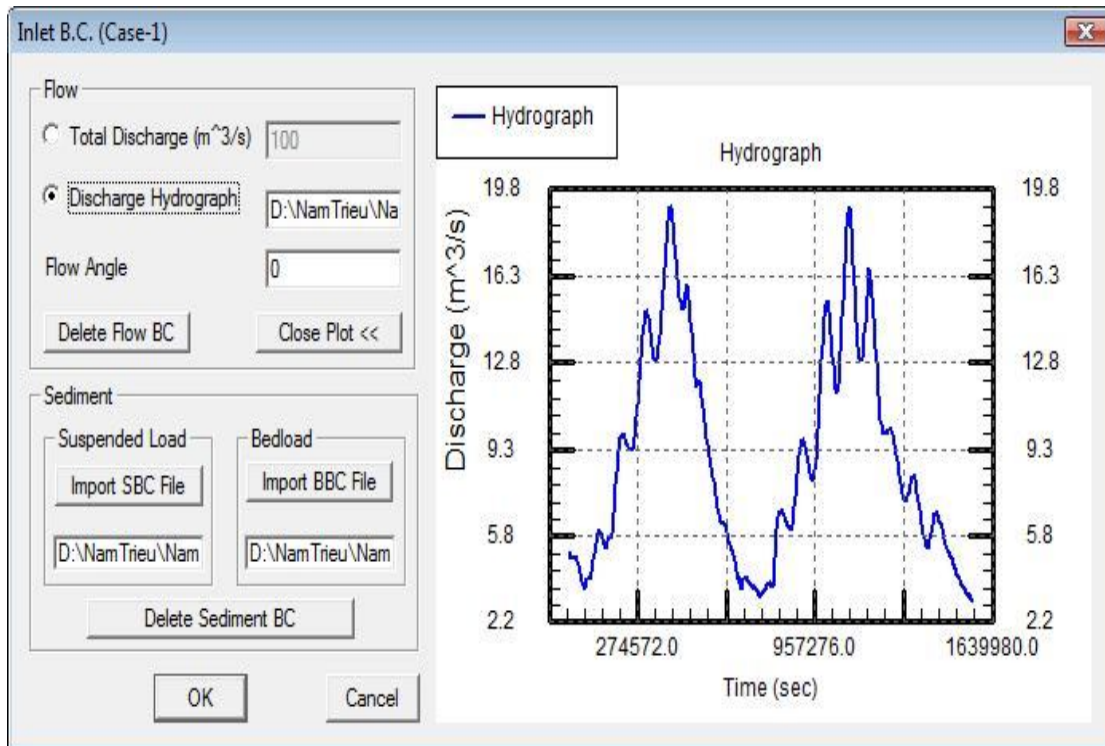 Inlet B.C. (Case-1)
Flow
Total Discharge (m^3/s)
100
Discharge Hydrograph
D:\NamTrieu\Na
Flow Angle
0
Delete Flow BC
Close Plot <<
Sediment
Suspended Load
Import SBC File
D:\NamTrieu\Nam
Bedload
Import BBC File
D:\NamTrieu\Nam
Delete Sediment BC
OK
Cancel
Hydrograph
Hydrograph
Discharge (m^3/s)
19.8
16.3
12.8
9.3
5.8
2.2
19.8
16.3
12.8
9.3
5.8
2.2
274572.0
957276.0
1639980.0
Time (sec)